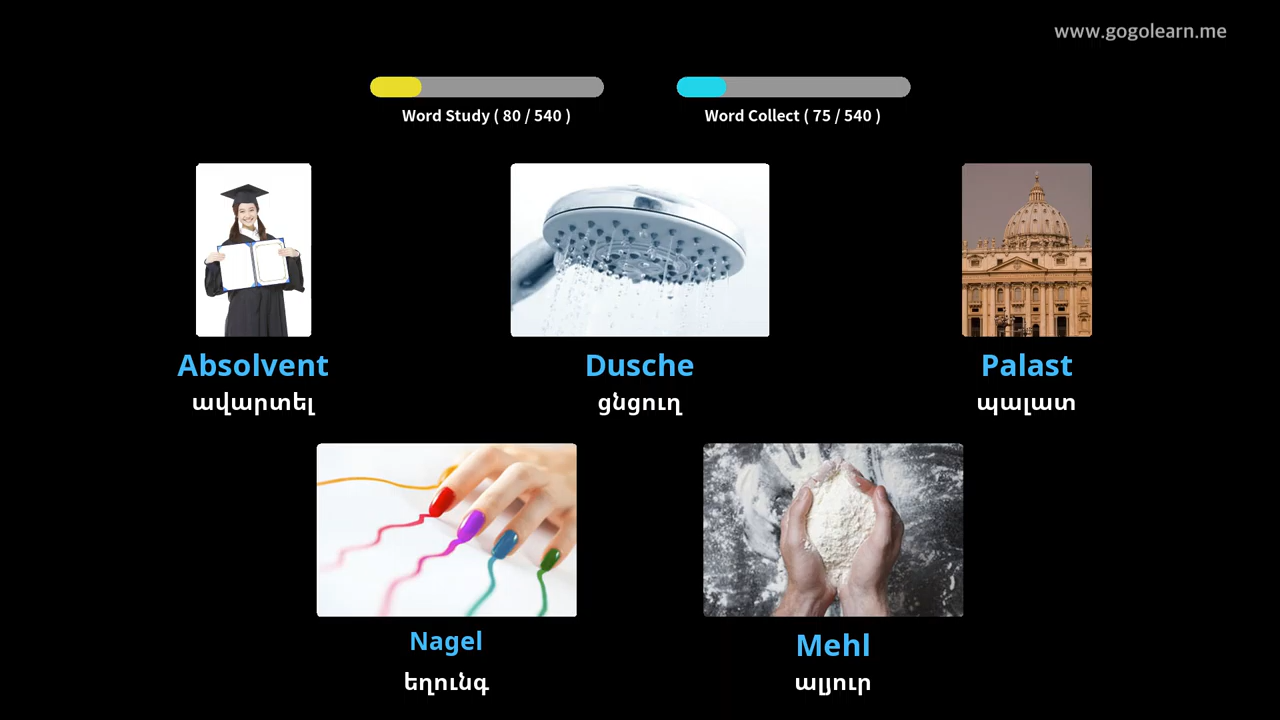 www.gogolearn.me
Word Study ( 80 / 540 )
Word Collect ( 75 / 540 )
Absolvent
ավարտել
Dusche
ցնցուղ
Palast
պալատ
Nagel
եղունգ
Mehl
ալյուր